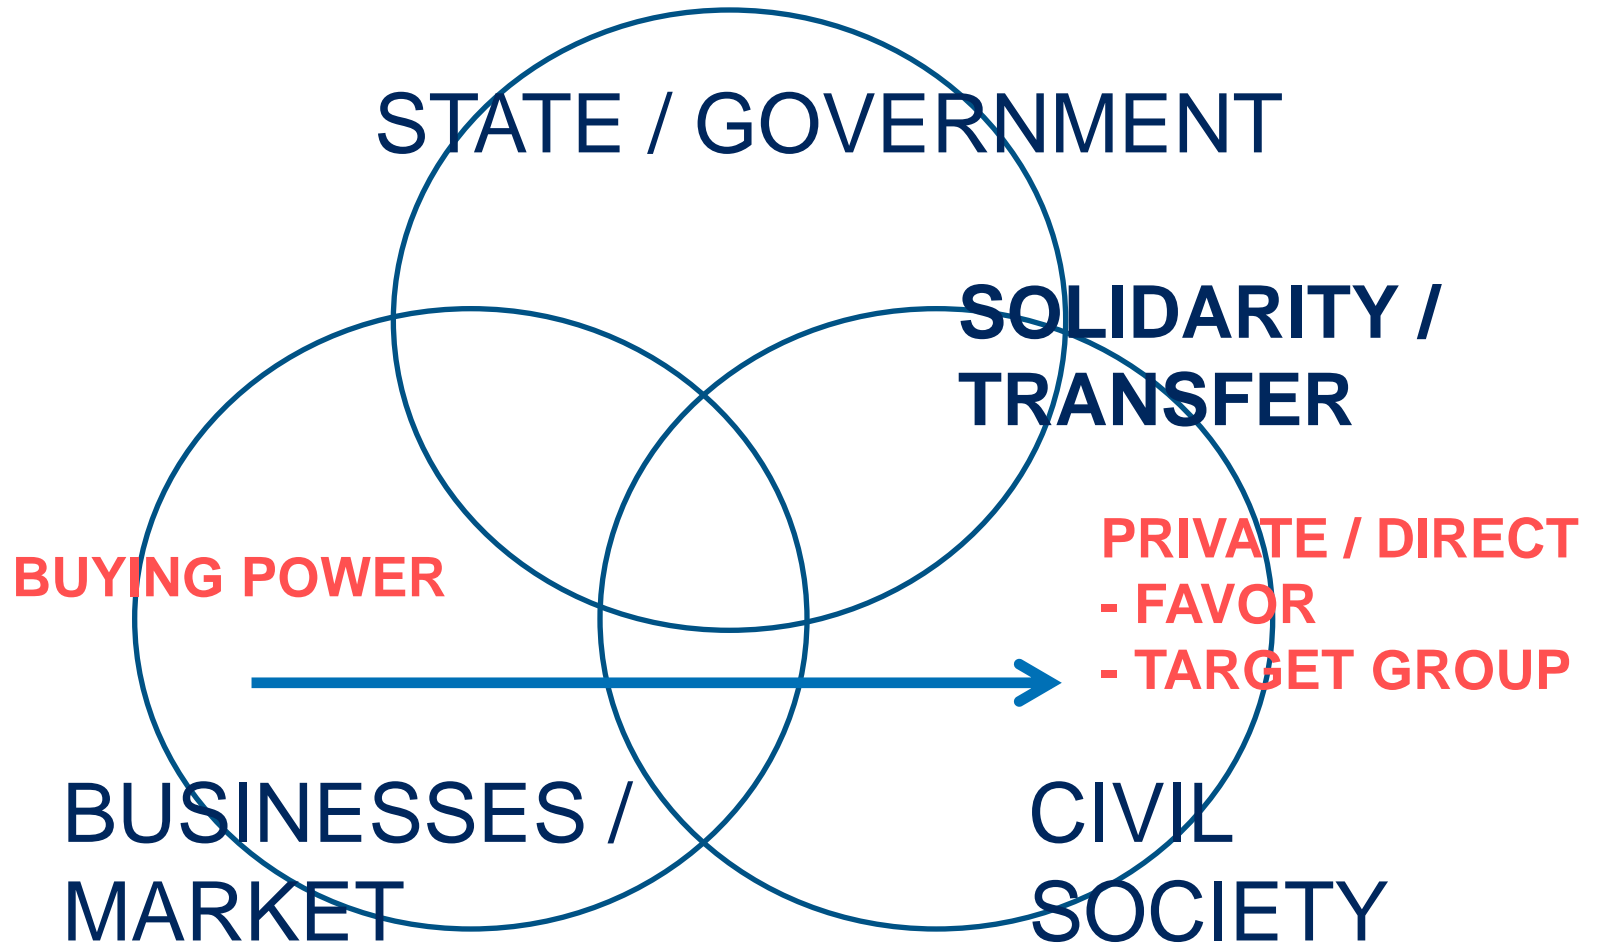 STATE / GOVERNMENT
SOLIDARITY /
TRANSFER
PRIVATE / DIRECT
- FAVOR
- TARGET GROUP
BUYING POWER
BUSINESSES /
MARKET
CIVIL
SOCIETY